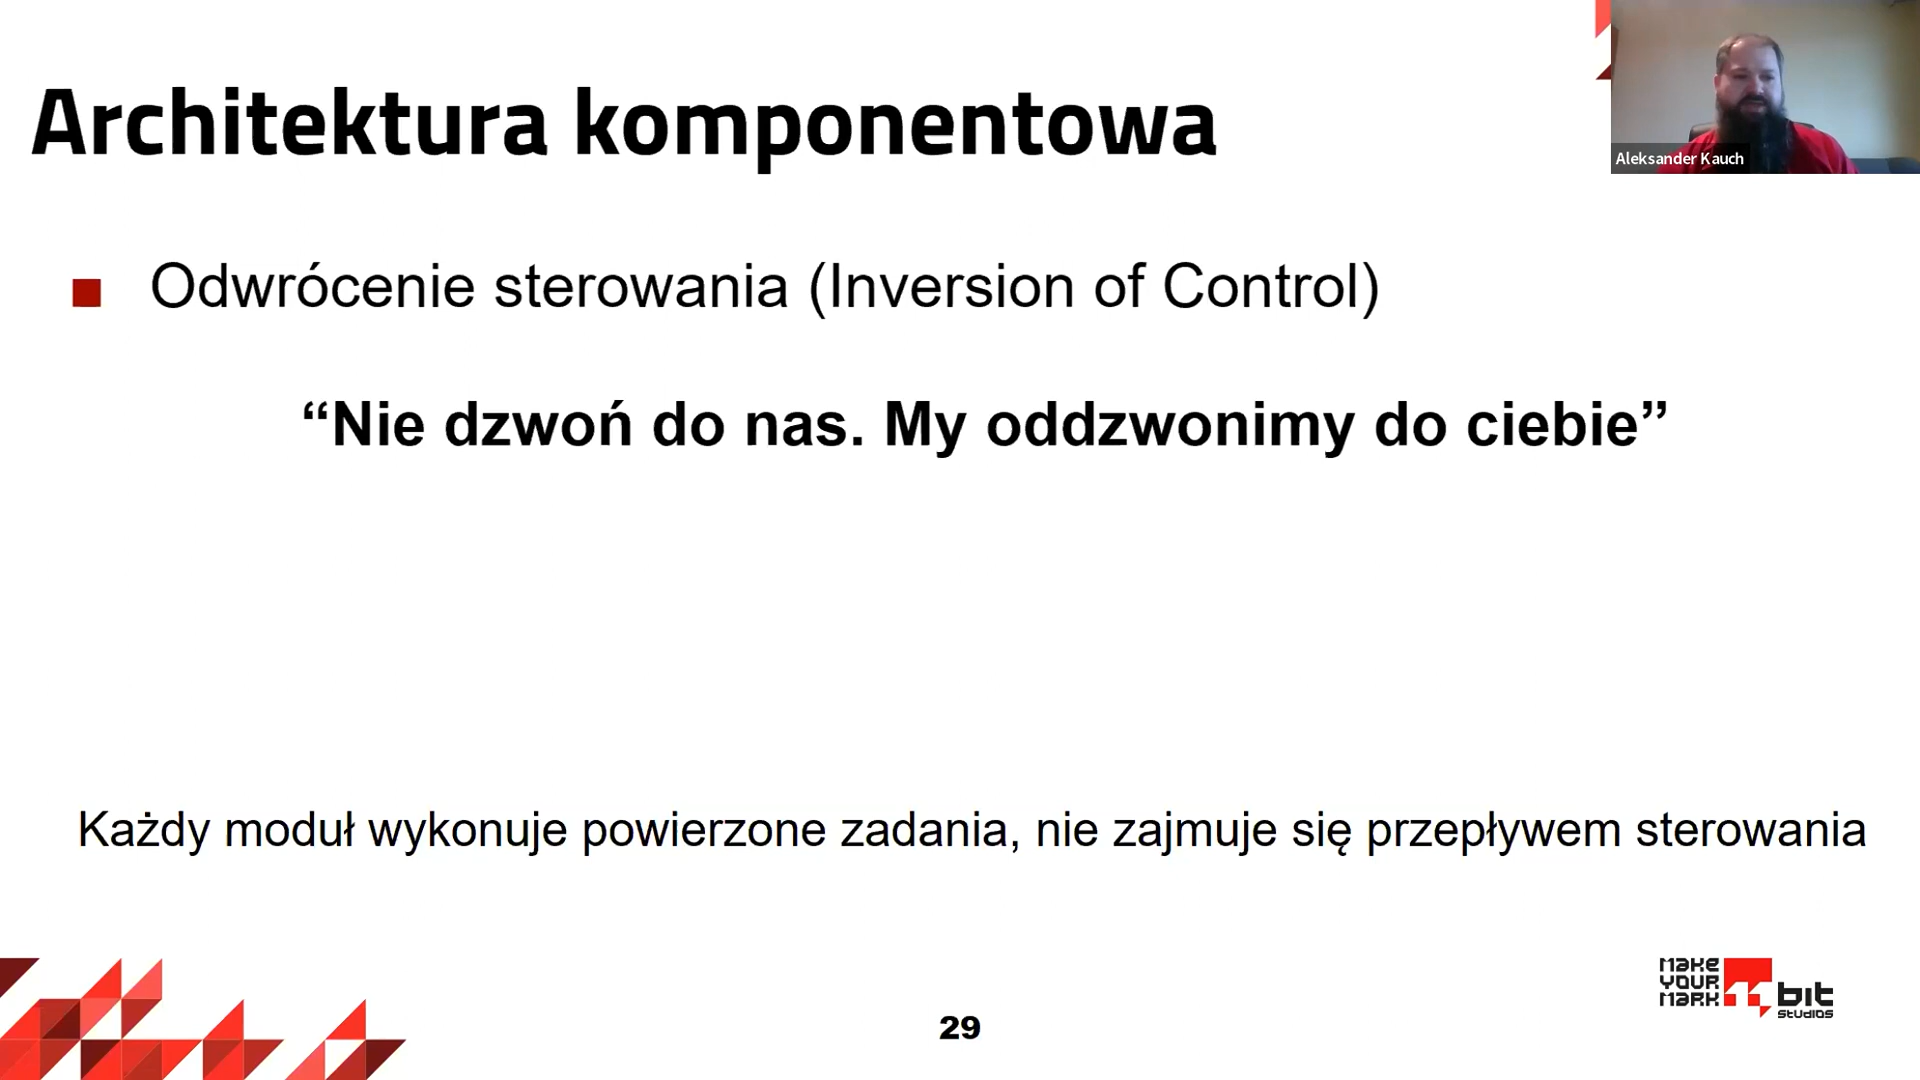 Architektura komponentowa
Aleksander Kauch
Odwrócenie sterowania (Inversion of Control)
“Nie dzwoń do nas. My oddzwonimy do ciebie”
Każdy moduł wykonuje powierzone zadania, nie zajmuje się przepływem sterowania
MAKE
YOUR
MARK
11 bit
STUDIOS
29